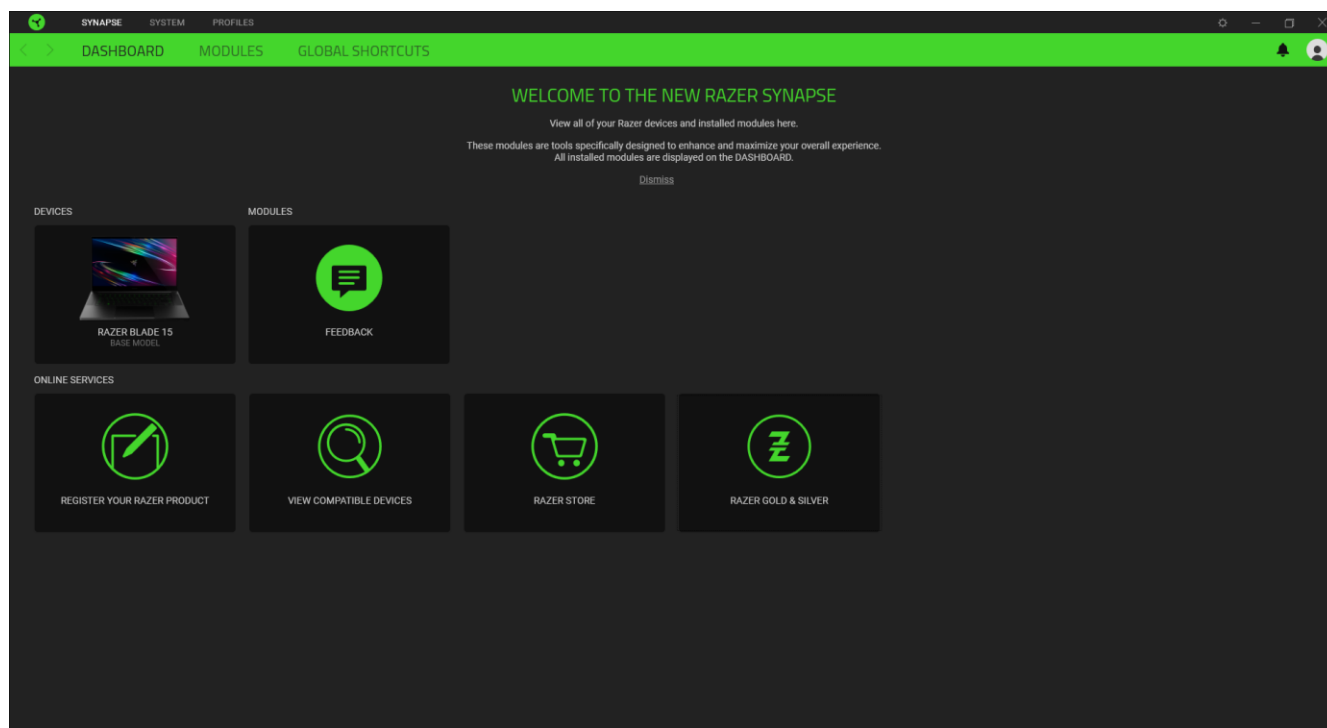 SYNAPSE SYSTEM PROFILES
DASHBOARD MODULES GLOBAL SHORTCUTS
WELCOME TO THE NEW RAZER SYNAPSE
View all of your Razer devices and installed modules here.
These modules are tools specifically designed to enhance and maximize your overall experience.
All installed modules are displayed on the DASHBOARD.
Dismiss
DEVICES MODULES
RAZER BLADE 15 FEEDBACK
BASE MODEL
ONLINE SERVICES
REGISTER YOUR RAZER PRODUCT VIEW COMPATIBLE DEVICES RAZER STORE RAZER GOLD & SILVER